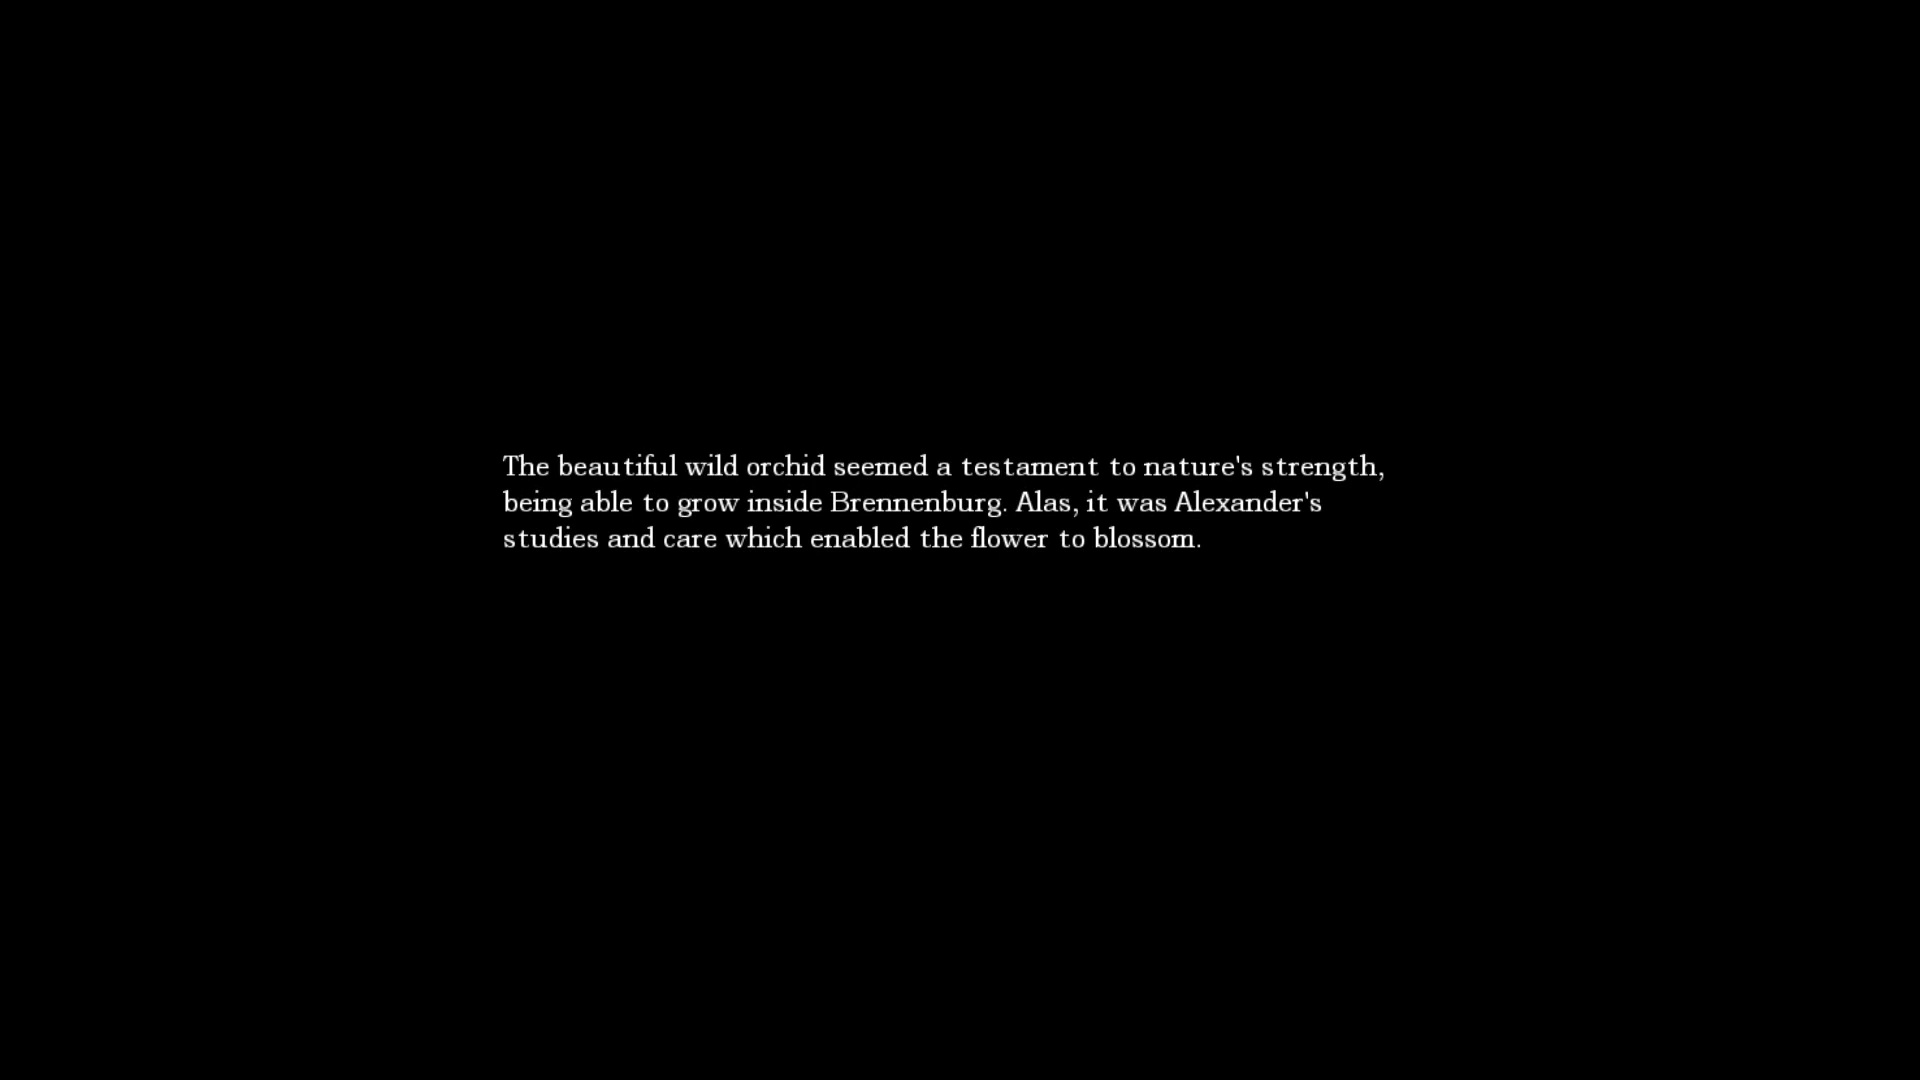 The beautiful wild orchid seemed a testament to nature's strength,
being able to grow inside Brennenburg. Alas, it was Alexander's
studies and care which enabled the flower to blossom.